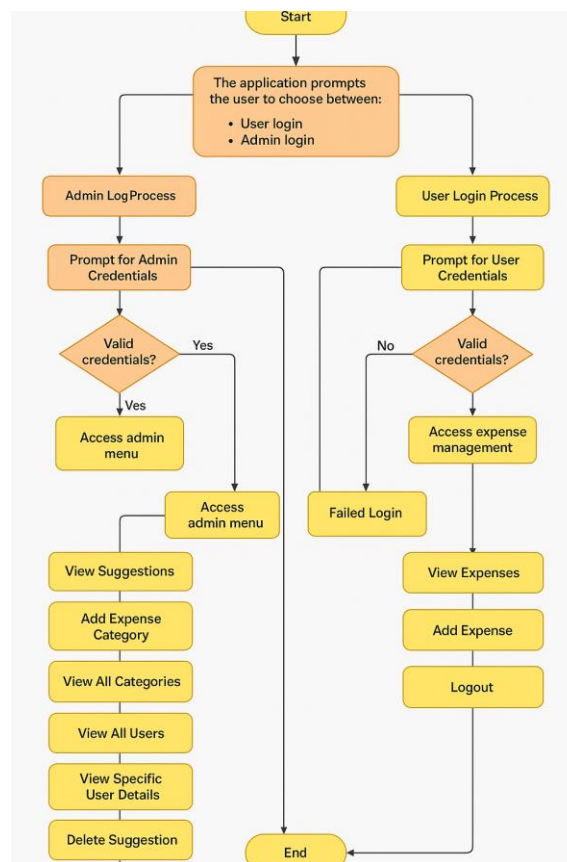 Start
The application prompts
the user to choose between:
• User login
• Admin login
Admin LogProcess
User Login Process
Prompt for Admin
Credentials
Prompt for User
Credentials
Valid
credentials?
Yes
No
Valid
credentials?
Yes
Access admin
menu
Access expense
management
Access
admin menu
Failed Login
View Suggestions
View Expenses
Add Expense
Category
Add Expense
View All Categories
Logout
View All Users
View Specific
User Details
Delete Suggestion
End